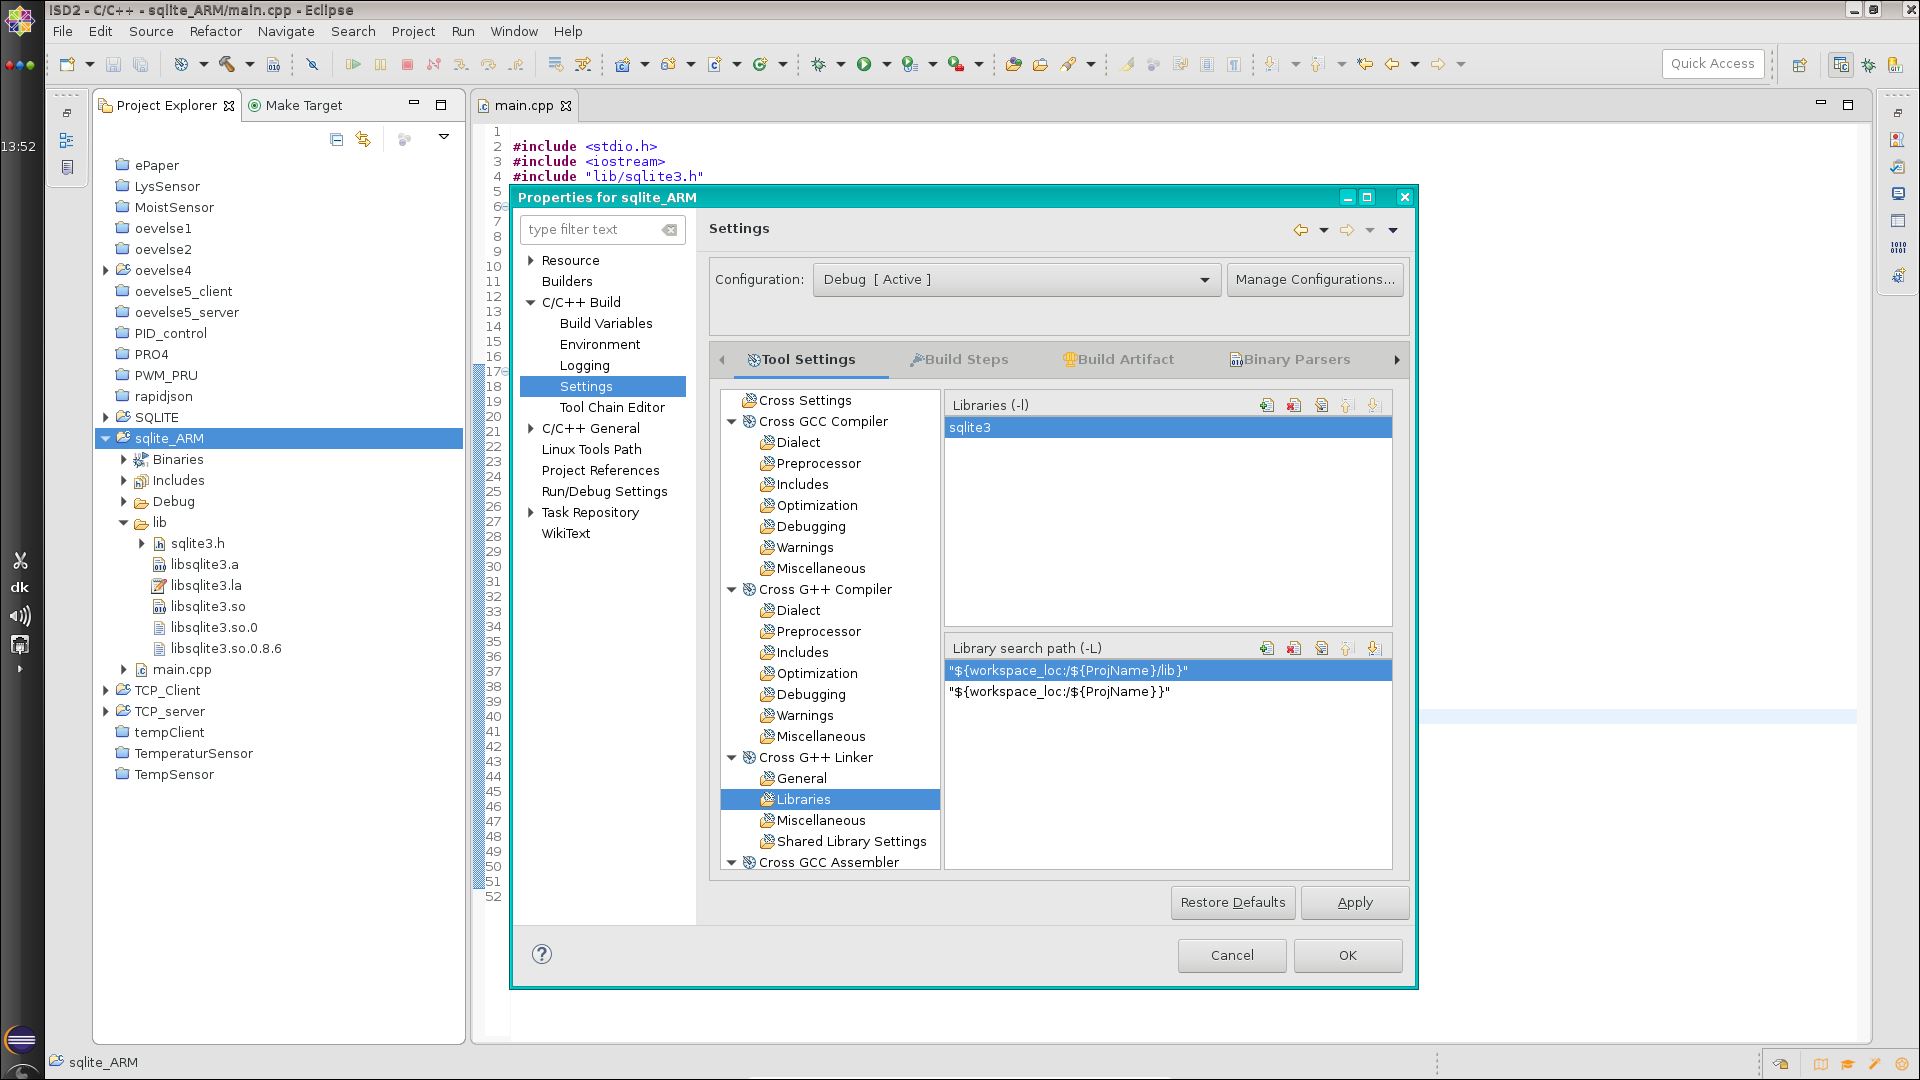 ISD2 - C/C++ - sqlite_ARM/main.cpp - Eclipse
File Edit Source Refactor Navigate Search Project Run Window Help
Quick Access
13:52
dk
Project Explorer
Make Target
ePaper
LysSensor
MoistSensor
oevelse1
oevelse2
oevelse4
oevelse5_client
oevelse5_server
PID_control
PRO4
PWM_PRU
rapidjson
SQLITE
sqlite_ARM
Binaries
Includes
Debug
lib
sqlite3.h
libsqlite3.a
libsqlite3.la
libsqlite3.so
libsqlite3.so.0
libsqlite3.so.0.8.6
main.cpp
TCP_Client
TCP_server
tempClient
TemperaturSensor
TempSensor
main.cpp
1
2 #include <stdio.h>
3 #include <iostream>
4 #include "lib/sqlite3.h"
5
6
7
8
9
10
11
12
13
14
15
16
17
18
19
20
21
22
23
24
25
26
27
28
29
30
31
32
33
34
35
36
37
38
39
40
41
42
43
44
45
46
47
48
49
50
51
52
Properties for sqlite_ARM
type filter text
Resource
Builders
C/C++ Build
Build Variables
Environment
Logging
Settings
Tool Chain Editor
C/C++ General
Linux Tools Path
Project References
Run/Debug Settings
Task Repository
WikiText
Settings
Configuration: Debug [ Active ] Manage Configurations...
Tool Settings Build Steps Build Artifact Binary Parsers
Cross Settings
Cross GCC Compiler
Dialect
Preprocessor
Includes
Optimization
Debugging
Warnings
Miscellaneous
Cross G++ Compiler
Dialect
Preprocessor
Includes
Optimization
Debugging
Warnings
Miscellaneous
Cross G++ Linker
General
Libraries
Miscellaneous
Shared Library Settings
Cross GCC Assembler
Libraries (-l)
sqlite3
Library search path (-L)
"${workspace_loc:/${ProjName}/lib}"
"${workspace_loc:/${ProjName}}"
Restore Defaults Apply
Cancel OK
sqlite_ARM